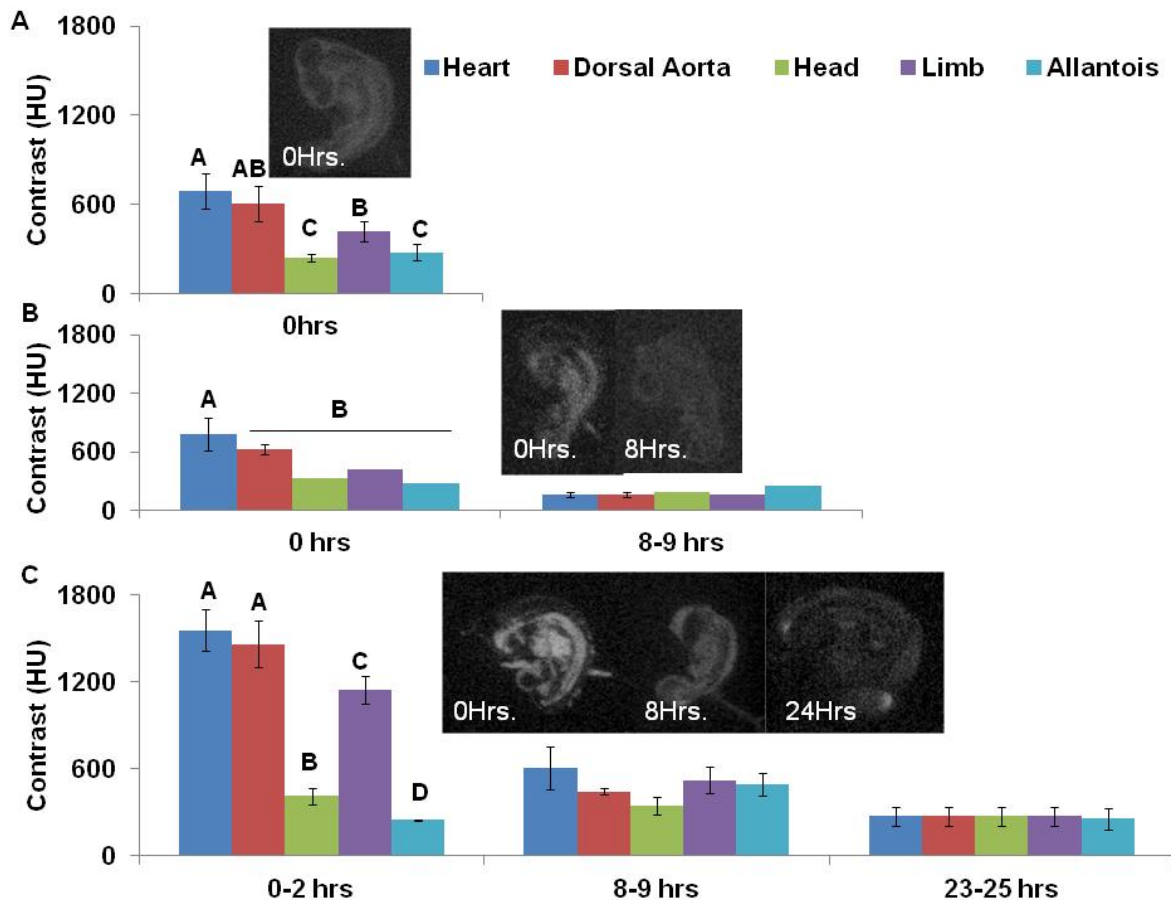 A
1800
1200
600
0
Contrast (HU)
Heart Dorsal Aorta Head Limb Allantois
0Hrs.
A AB C B C
0hrs
B
1800
1200
600
0
Contrast (HU)
A B
0Hrs. 8Hrs.
0 hrs 8-9 hrs
C
1800
1200
600
0
Contrast (HU)
A A B C D
0Hrs. 8Hrs. 24Hrs
0-2 hrs 8-9 hrs 23-25 hrs